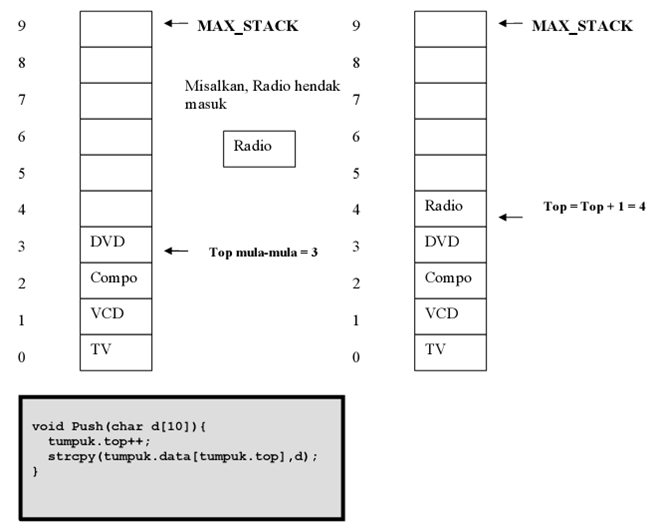 9 MAX_STACK
8
Misalkan, Radio hendak
7
masuk
6 Radio
5
4
3 DVD Top mula-mula = 3
2 Compo
1 VCD
0 TV
9 MAX_STACK
8
7
6
5
4 Radio Top = Top + 1 = 4
3 DVD
2 Compo
1 VCD
0 TV
void Push(char d[10]){
tumpuk.top++;
strcpy(tumpuk.data[tumpuk.top],d);
}